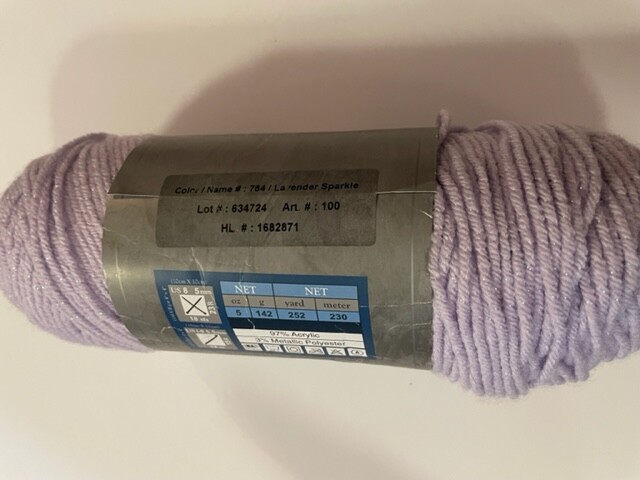 Color / Name # : 764 / Lavender Sparkle
Lot # : 634724 Art. # : 100
HL # : 1682871
NET NET
oz g yard meter
5 142 252 230
97% Acrylic
3% Metallic Polyester